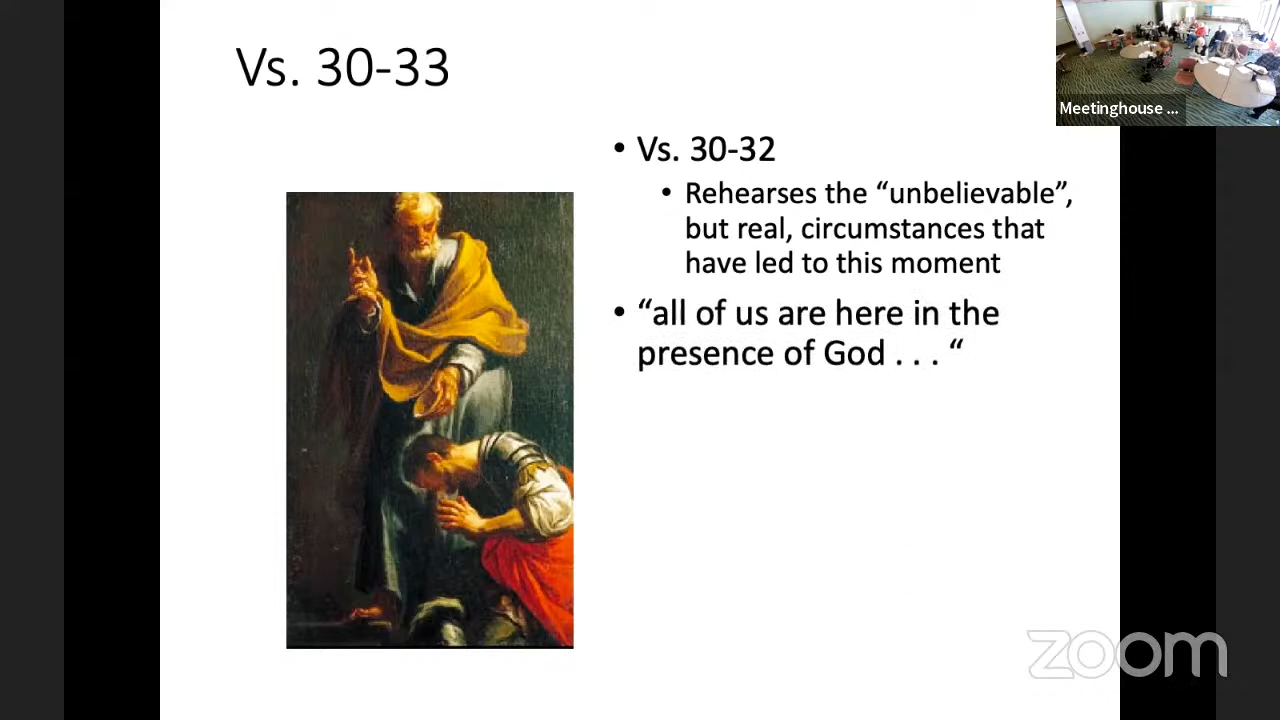 Vs. 30-33
Meetinghouse ...
• Vs. 30-32
• Rehearses the “unbelievable”,
but real, circumstances that
have led to this moment
• “all of us are here in the
presence of God . . . “
zoom